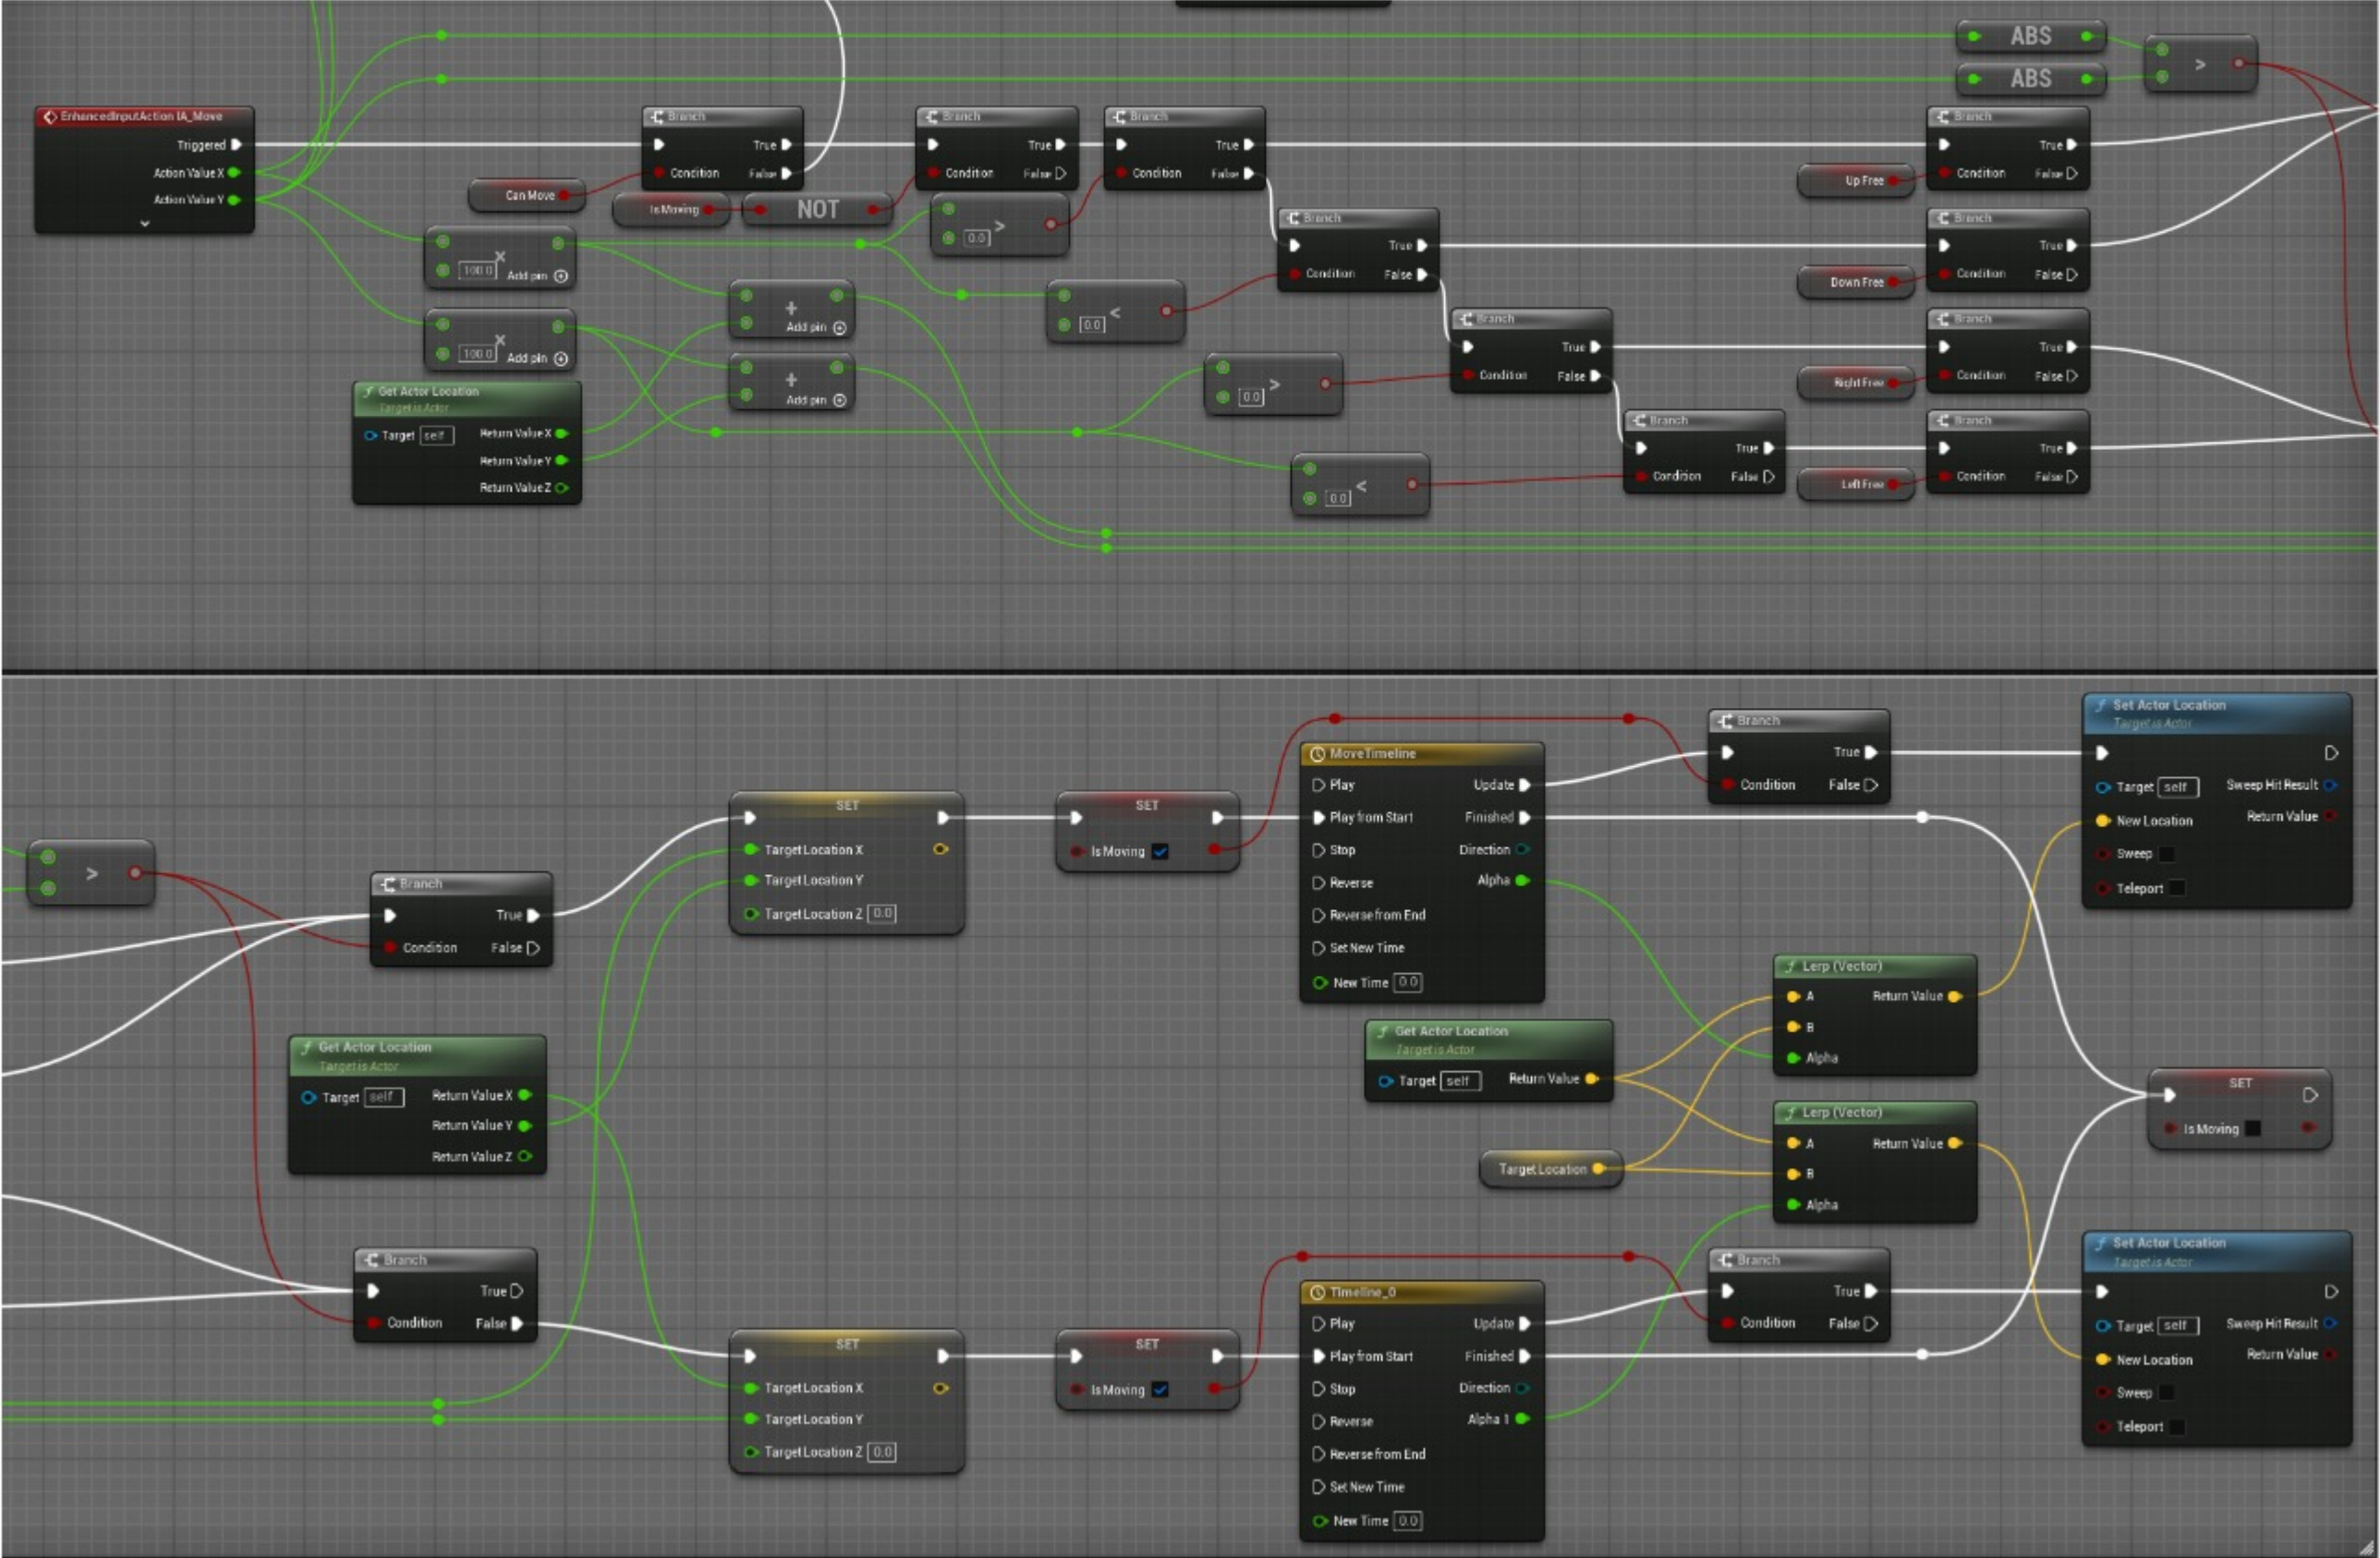 ABS
ABS
>
EnhancedInputAction IA_Move
Triggered
Action Value X
Action Value Y
Branch
True
Condition
False
Can Move
Is Moving
NOT
Branch
True
Condition
False
Branch
True
Condition
False
0.0
>
Branch
True
Up Free
Condition
False
x
100.0
Add pin
x
100.0
Add pin
+
Add pin
+
Add pin
0.0
<
Branch
True
Condition
False
Branch
True
Down Free
Condition
False
Get Actor Location
Target is Actor
Target
self
Return Value X
Return Value Y
Return Value Z
0.0
>
Branch
True
Condition
False
Branch
True
Right Free
Condition
False
0.0
<
Branch
True
Condition
False
Branch
True
Left Free
Condition
False
>
Branch
True
Condition
False
Get Actor Location
Target is Actor
Target
self
Return Value X
Return Value Y
Return Value Z
Branch
True
Condition
False
SET
Target Location X
Target Location Y
Target Location Z
0.0
SET
Is Moving
MoveTimeline
Play
Update
Play from Start
Finished
Stop
Direction
Reverse
Alpha
Reverse from End
Set New Time
New Time
0.0
Branch
True
Condition
False
Set Actor Location
Target is Actor
Target
self
Sweep Hit Result
New Location
Return Value
Sweep
Teleport
Get Actor Location
Target is Actor
Target
self
Return Value
Target Location
Lerp (Vector)
A
Return Value
B
Alpha
Lerp (Vector)
A
Return Value
B
Alpha
SET
Is Moving
SET
Target Location X
Target Location Y
Target Location Z
0.0
SET
Is Moving
Timeline_0
Play
Update
Play from Start
Finished
Stop
Direction
Reverse
Alpha 1
Reverse from End
Set New Time
New Time
0.0
Branch
True
Condition
False
Set Actor Location
Target is Actor
Target
self
Sweep Hit Result
New Location
Return Value
Sweep
Teleport